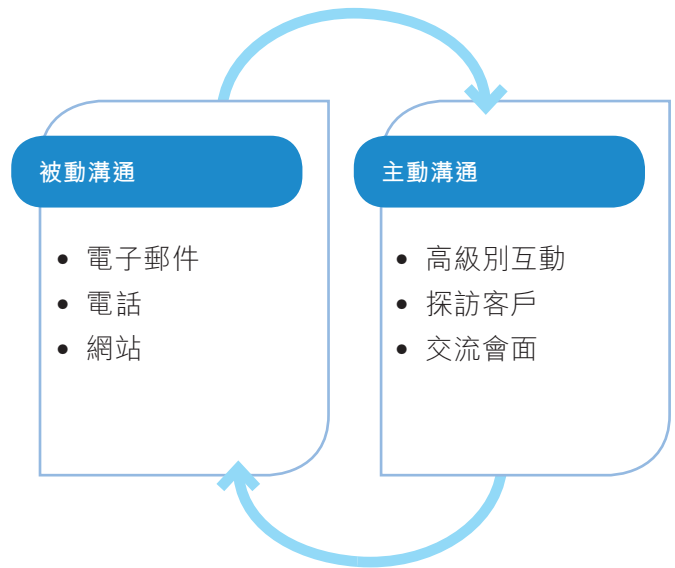 被動溝通
• 電子郵件
• 電話
• 網站
主動溝通
• 高級別互動
• 探訪客戶
• 交流會面